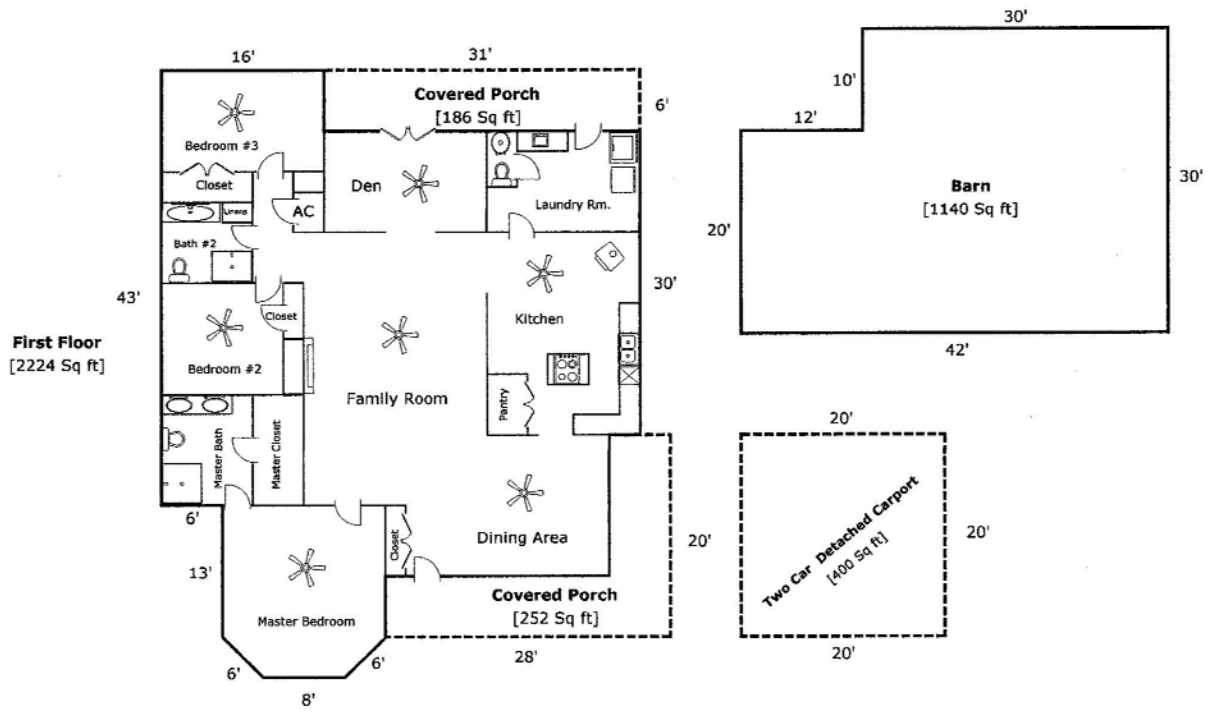 30'
16'
31'
Covered Porch
[186 Sq ft]
6'
10'
12'
Bedroom #3
Closet
Den
AC
Linens
Laundry Rm.
Barn
[1140 Sq ft]
30'
20'
Bath #2
43'
30'
Closet
Kitchen
First Floor
[2224 Sq ft]
42'
Bedroom #2
Family Room
Pantry
Master Bath
Master Closet
20'
6'
Closet
Dining Area
20'
Two Car Detached Carport
[400 Sq ft]
20'
13'
Covered Porch
[252 Sq ft]
Master Bedroom
28'
20'
6'
6'
8'